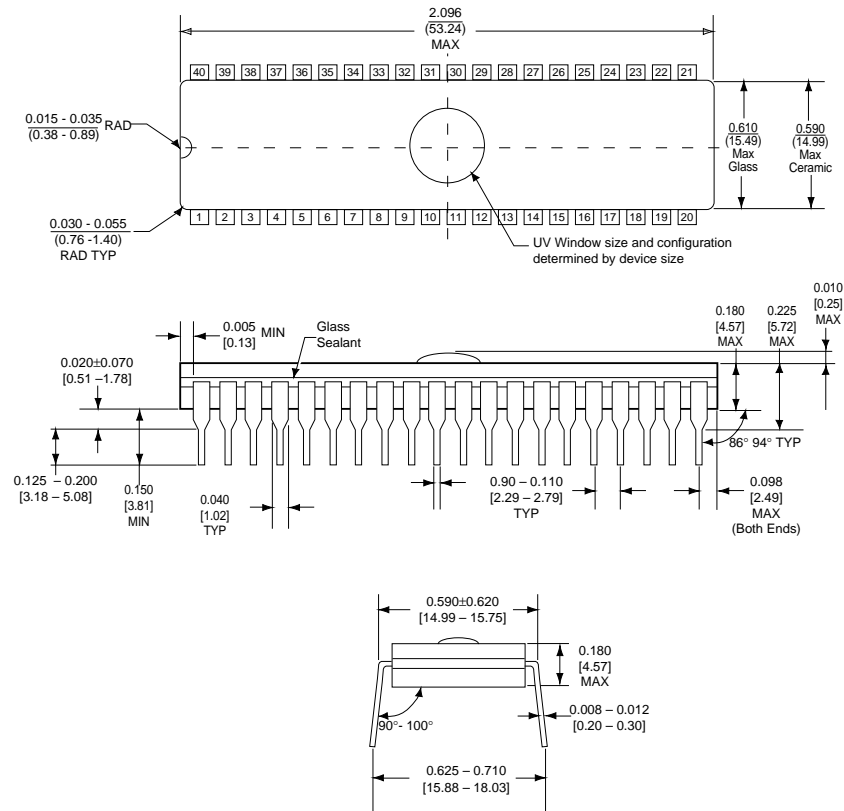 2.096
(53.24)
MAX
40 39 38 37 36 35 34 33 32 31 30 29 28 27 26 25 24 23 22 21
0.015 - 0.035
(0.38 - 0.89)
RAD
0.610
(15.49)
Max
Glass
0.590
(14.99)
Max
Ceramic
1 2 3 4 5 6 7 8 9 10 11 12 13 14 15 16 17 18 19 20
0.030 - 0.055
(0.76 -1.40)
RAD TYP
UV Window size and configuration
determined by device size
0.010
[0.25]
MAX
0.005
[0.13]
MIN
Glass
Sealant
0.180
[4.57]
MAX
0.225
[5.72]
MAX
0.020±0.070
[0.51 –1.78]
86° 94° TYP
0.125 – 0.200
[3.18 – 5.08]
0.150
[3.81]
MIN
0.040
[1.02]
TYP
0.90 – 0.110
[2.29 – 2.79]
TYP
0.098
[2.49]
MAX
(Both Ends)
0.590±0.620
[14.99 – 15.75]
0.180
[4.57]
MAX
90°- 100°
0.008 – 0.012
[0.20 – 0.30]
0.625 – 0.710
[15.88 – 18.03]